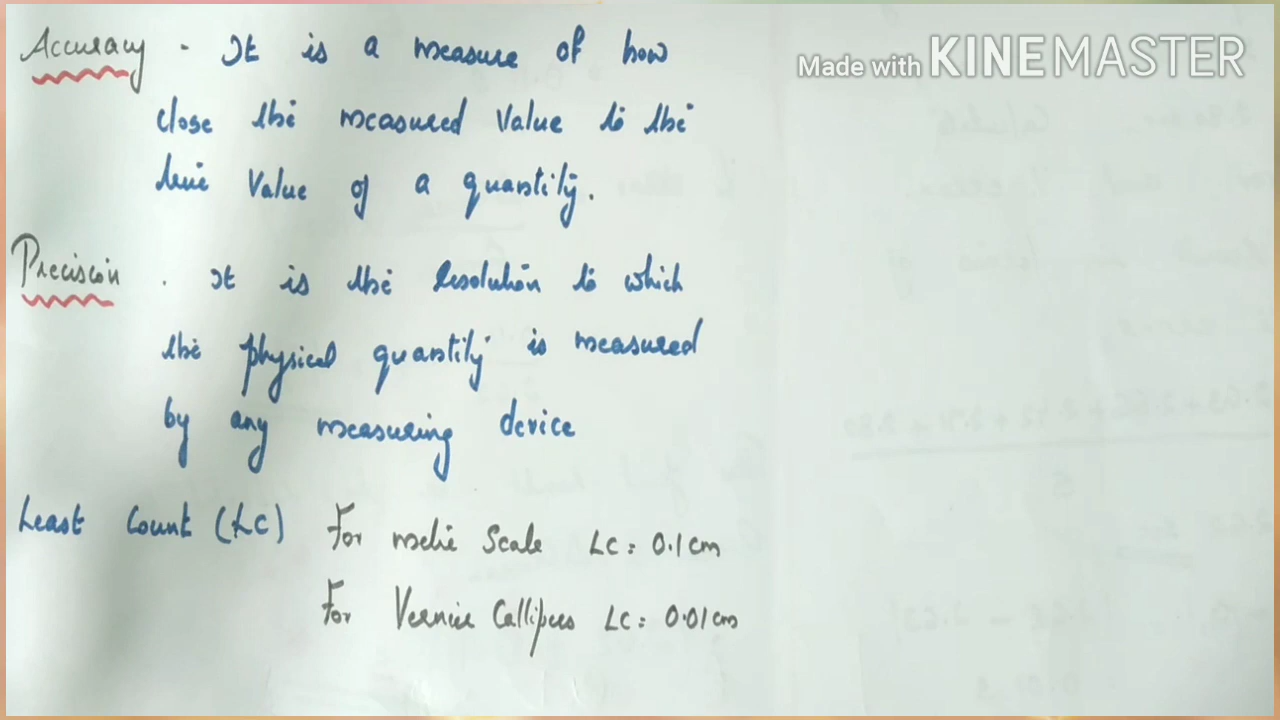 Accuracy - It is a measure of how
Made with KINEMASTER
close the measured value to the
true value of a quantity.
Precision . It is the resolution to which
the physical quantity is measured
by any measuring device
Least Count (LC) For metre Scale LC = 0.1 cm
For Vernier Callipers LC = 0.01 cm